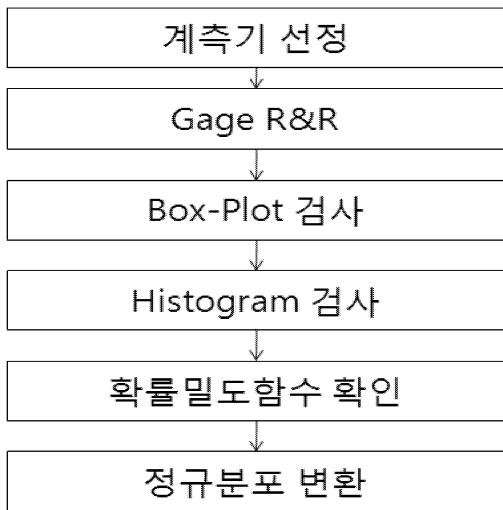 계측기 선정
Gage R&R
Box-Plot 검사
Histogram 검사
확률밀도함수 확인
정규분포 변환